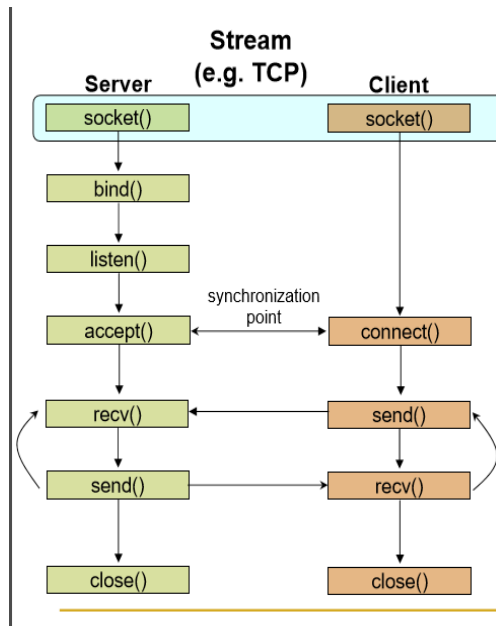 Stream
(e.g. TCP)
Server
Client
socket()
socket()
bind()
listen()
synchronization
point
accept()
connect()
recv()
send()
send()
recv()
close()
close()